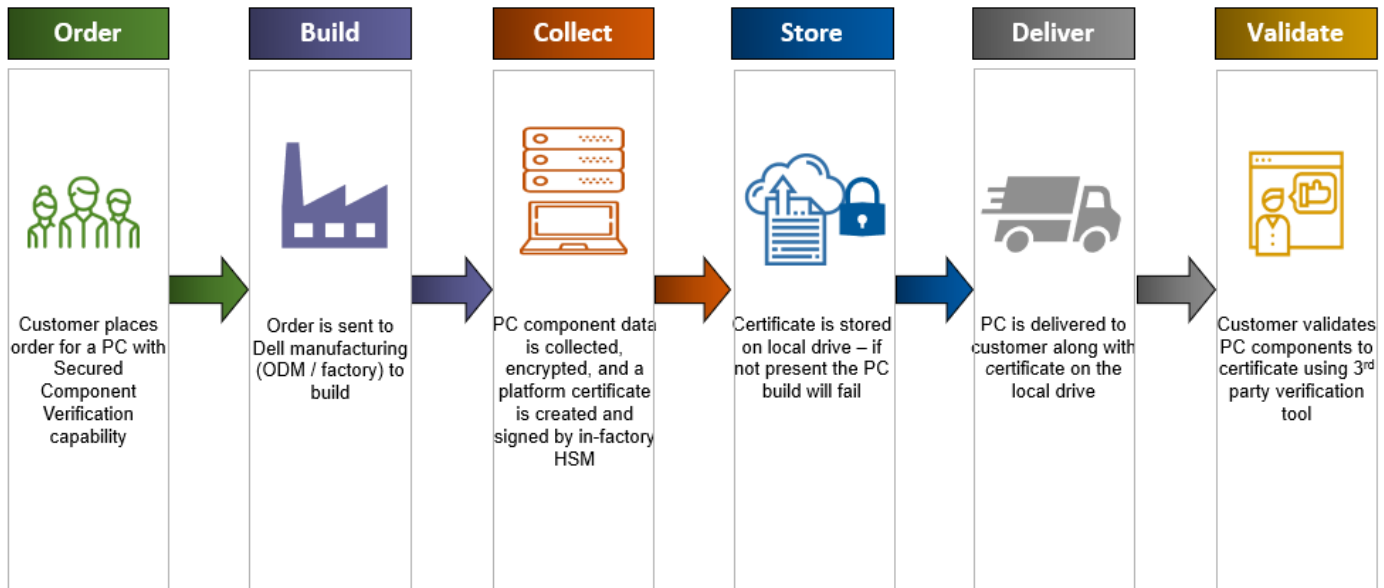 Order
Customer places
order for a PC with
Secured
Component
Verification
capability
Build
Order is sent to
Dell manufacturing
(ODM / factory) to
build
Collect
PC component data
is collected,
encrypted, and a
platform certificate
is created and
signed by in-factory
HSM
Store
Certificate is stored
on local drive – if
not present the PC
build will fail
Deliver
PC is delivered to
customer along with
certificate on the
local drive
Validate
Customer validates
PC components to
certificate using 3rd
party verification
tool